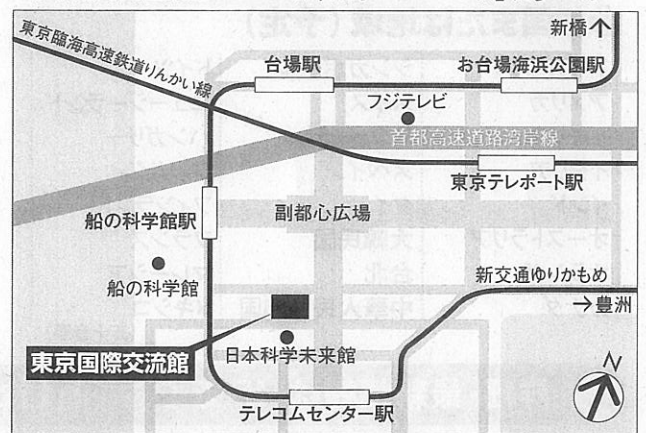 新橋↑
東京臨海高速鉄道りんかい線
台場駅
お台場海浜公園駅
フジテレビ
首都高速道路湾岸線
東京テレポート駅
船の科学館駅
副都心広場
船の科学館
新交通ゆりかもめ
→豊洲
東京国際交流館
日本科学未来館
テレコムセンター駅
N